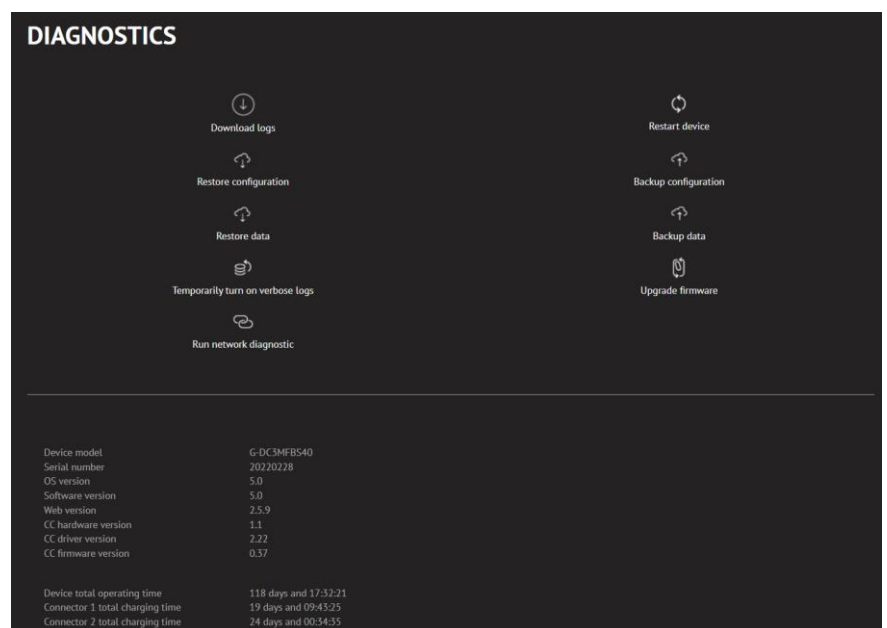 DIAGNOSTICS
Download logs
Restart device
Restore configuration
Backup configuration
Restore data
Backup data
Temporarily turn on verbose logs
Upgrade firmware
Run network diagnostic
Device model G-DC3MFBS40
Serial number 20220228
OS version 5.0
Software version 5.0
Web version 2.5.9
CC hardware version 1.1
CC driver version 2.22
CC firmware version 0.37
Device total operating time 118 days and 17:32:21
Connector 1 total charging time 19 days and 09:43:25
Connector 2 total charging time 24 days and 00:34:35